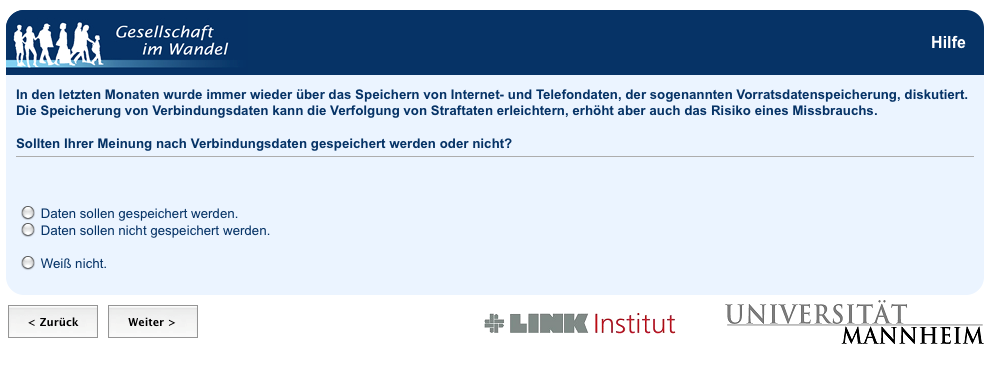 Gesellschaft
im Wandel
Hilfe
In den letzten Monaten wurde immer wieder über das Speichern von Internet- und Telefondaten, der sogenannten Vorratsdatenspeicherung, diskutiert.
Die Speicherung von Verbindungsdaten kann die Verfolgung von Straftaten erleichtern, erhöht aber auch das Risiko eines Missbrauchs.
Sollten Ihrer Meinung nach Verbindungsdaten gespeichert werden oder nicht?
Daten sollen gespeichert werden.
Daten sollen nicht gespeichert werden.
Weiß nicht.
< Zurück
Weiter >
LINK Institut
UNIVERSITÄT
MANNHEIM